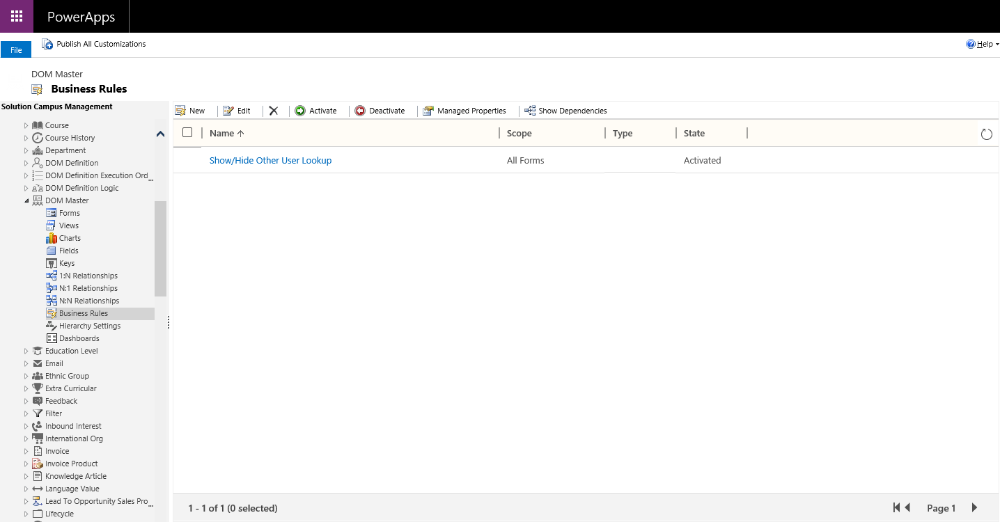 PowerApps
File
Publish All Customizations
Help
DOM Master
Business Rules
Solution Campus Management
Course
Course History
Department
DOM Definition
DOM Definition Execution Ord...
DOM Definition Logic
DOM Master
Forms
Views
Charts
Fields
Keys
1:N Relationships
N:1 Relationships
N:N Relationships
Business Rules
Hierarchy Settings
Dashboards
Education Level
Email
Ethnic Group
Extra Curricular
Feedback
Filter
Inbound Interest
International Org
Invoice
Invoice Product
Knowledge Article
Language Value
Lead To Opportunity Sales Pro...
Lifecycle
New Edit Activate Deactivate Managed Properties Show Dependencies
Name Scope Type State
Show/Hide Other User Lookup All Forms Activated
1 - 1 of 1 (0 selected) Page 1